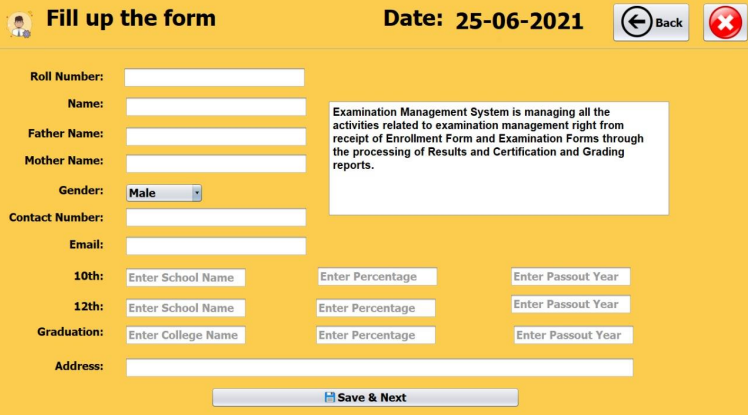 Fill up the form
Date: 25-06-2021
Back
Roll Number:
Name:
Father Name:
Mother Name:
Gender: Male
Contact Number:
Email:
Examination Management System is managing all the
activities related to examination management right from
receipt of Enrollment Form and Examination Forms through
the processing of Results and Certification and Grading
reports.
10th: Enter School Name Enter Percentage Enter Passout Year
12th: Enter School Name Enter Percentage Enter Passout Year
Graduation: Enter College Name Enter Percentage Enter Passout Year
Address:
Save & Next